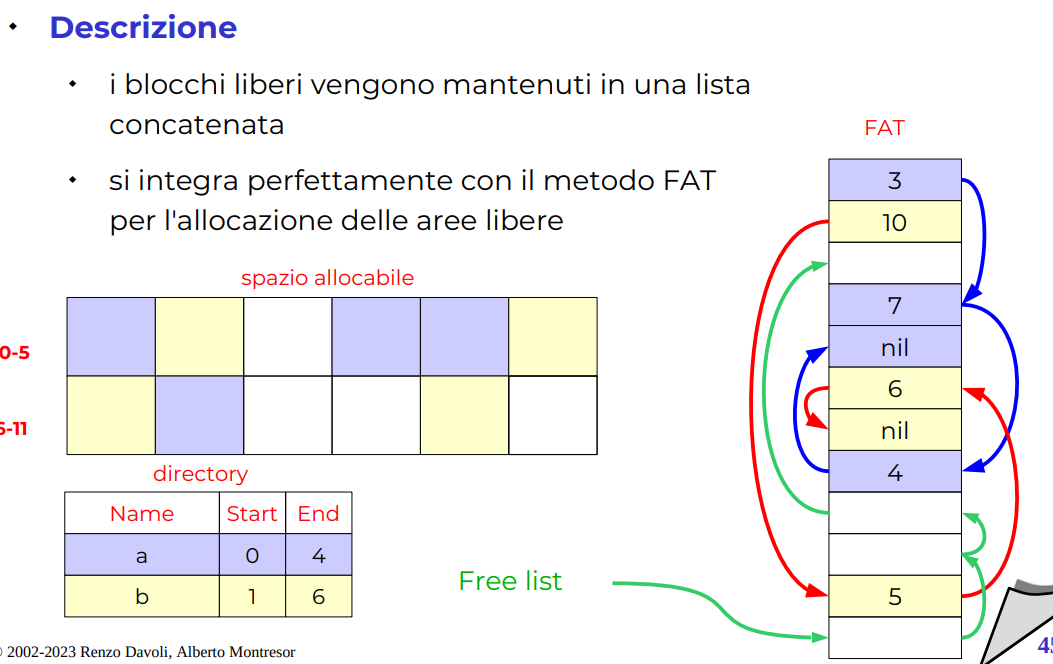 Descrizione
i blocchi liberi vengono mantenuti in una lista
concatenata
si integra perfettamente con il metodo FAT
per l'allocazione delle aree libere
spazio allocabile
0-5
6-11
directory
Name Start End
a 0 4
b 1 6
Free list
FAT
3
10
7
nil
6
nil
4
5
© 2002-2023 Renzo Davoli, Alberto Montresor